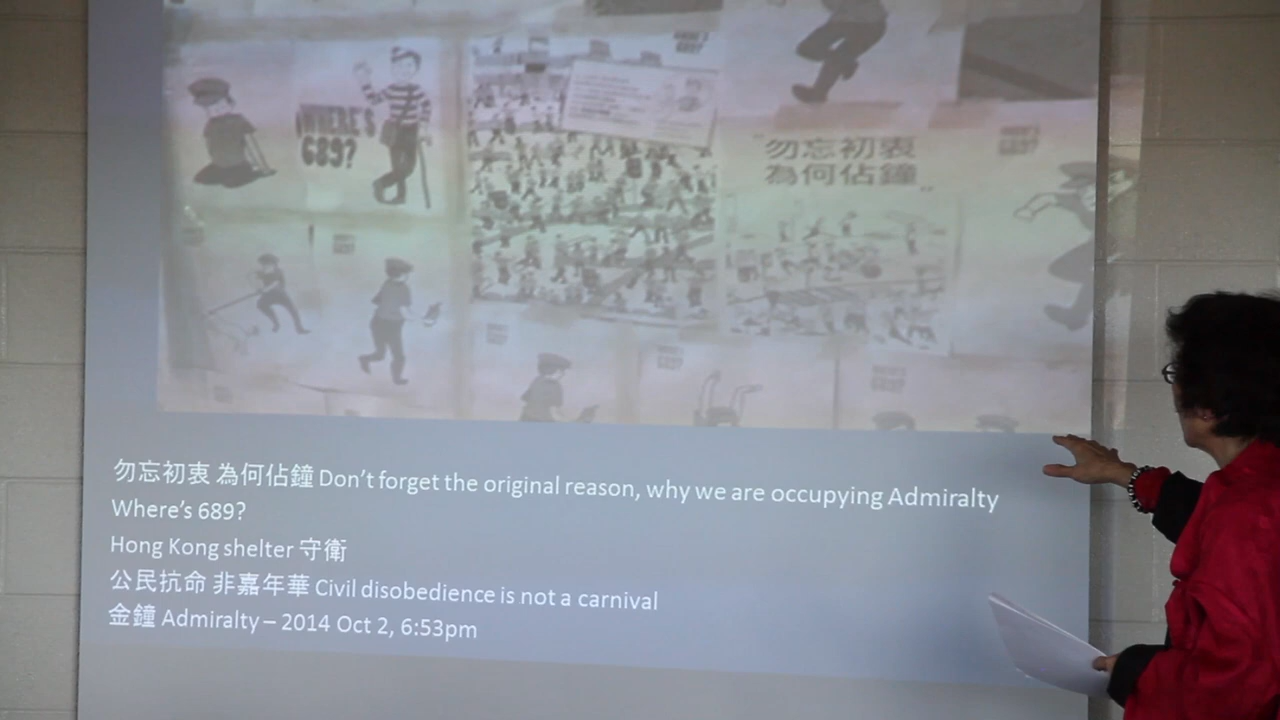 WHERE'S
689?
勿忘初衷
為何佔鐘
勿忘初衷 為何佔鐘 Don't forget the original reason, why we are occupying Admiralty
Where's 689?
Hong Kong shelter 守衛
公民抗命 非嘉年華 Civil disobedience is not a carnival
金鐘 Admiralty – 2014 Oct 2, 6:53pm